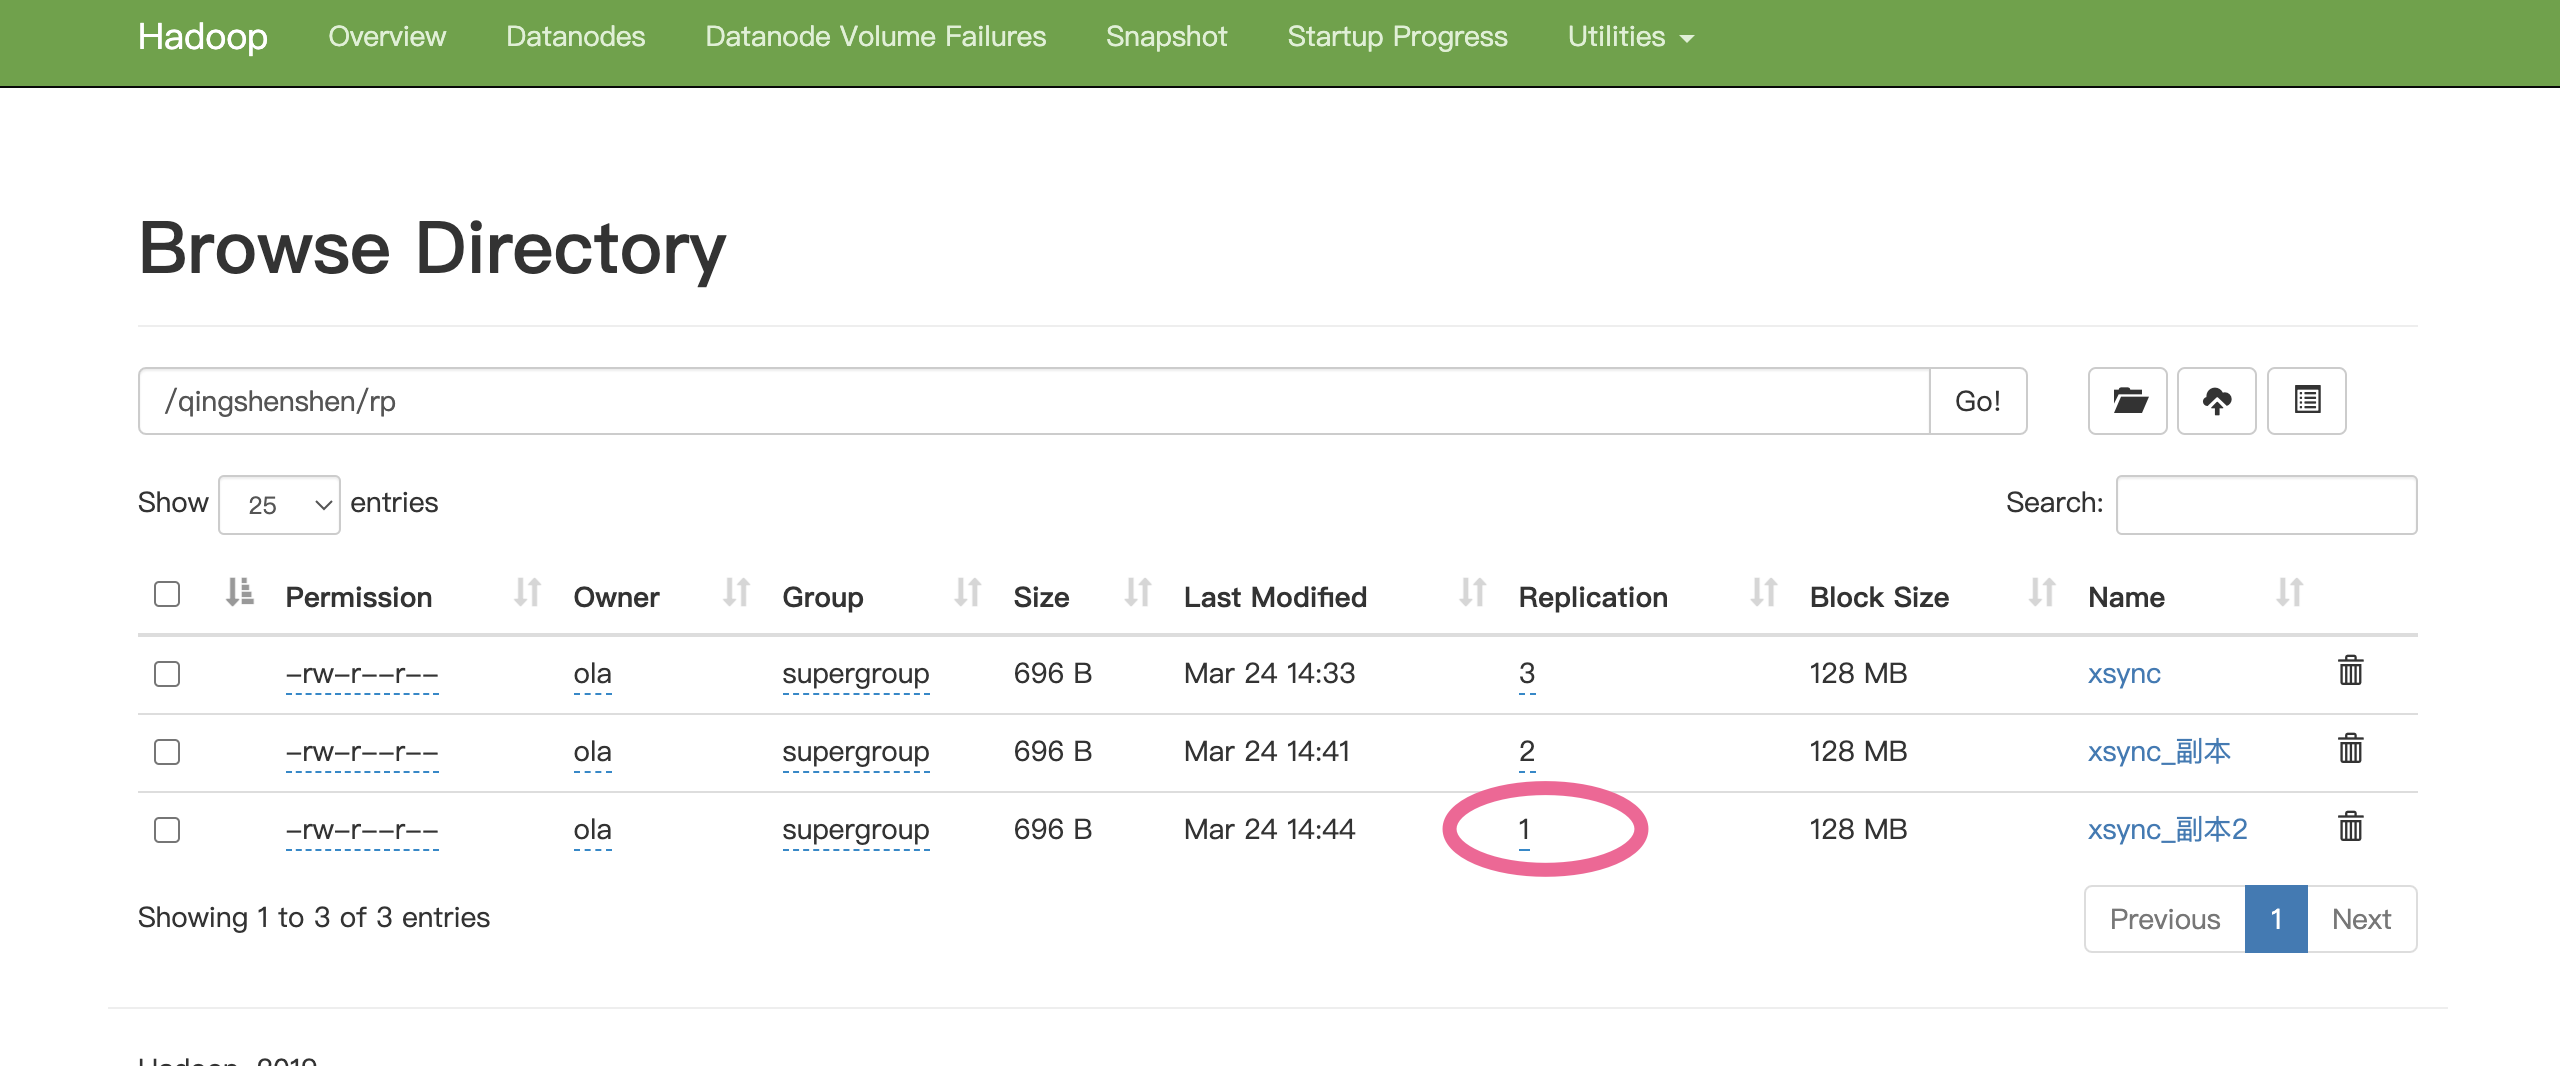 Hadoop Overview Datanodes Datanode Volume Failures Snapshot Startup Progress Utilities
Browse Directory
/qingshenshen/rp Go!
Show 25 entries Search:
Permission Owner Group Size Last Modified Replication Block Size Name
-rw-r--r-- ola supergroup 696 B Mar 24 14:33 3 128 MB xsync
-rw-r--r-- ola supergroup 696 B Mar 24 14:41 2 128 MB xsync_副本
-rw-r--r-- ola supergroup 696 B Mar 24 14:44 1 128 MB xsync_副本2
Showing 1 to 3 of 3 entries Previous 1 Next
Hadoop, 2019.